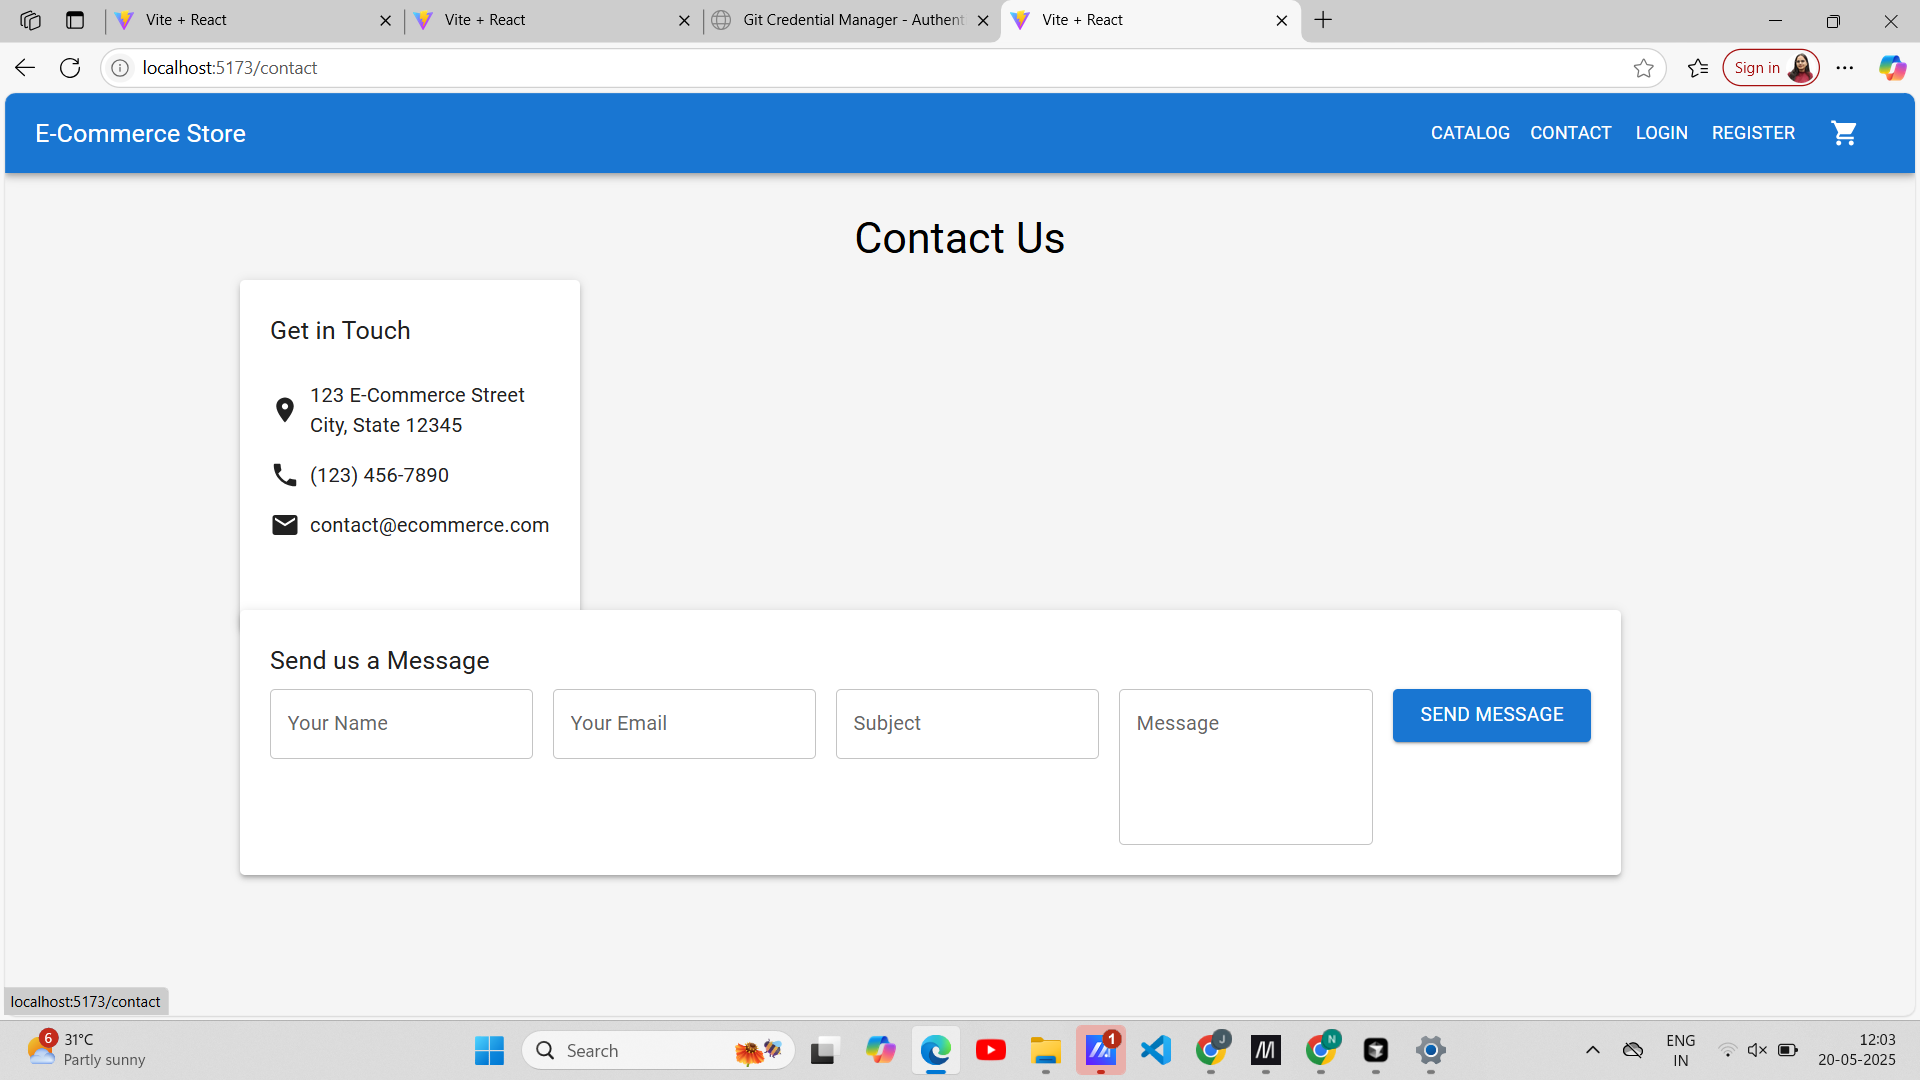 Vite + React
Vite + React
Git Credential Manager - Authent
Vite + React
localhost:5173/contact
Sign in
E-Commerce Store
CATALOG CONTACT LOGIN REGISTER
Contact Us
Get in Touch
123 E-Commerce Street
City, State 12345
(123) 456-7890
contact@ecommerce.com
Send us a Message
Your Name
Your Email
Subject
Message
SEND MESSAGE
localhost:5173/contact
6
31°C
Partly sunny
Search
1
J
N
ENG
IN
12:03
20-05-2025